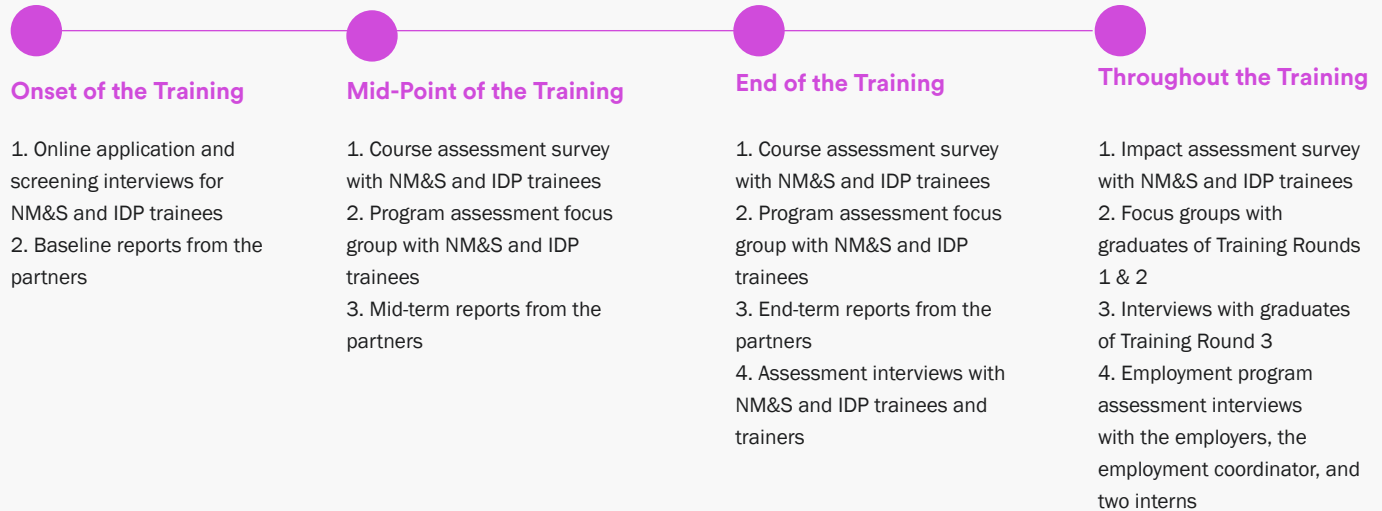 Onset of the Training
1. Online application and
screening interviews for
NM&S and IDP trainees
2. Baseline reports from the
partners
Mid-Point of the Training
1. Course assessment survey
with NM&S and IDP trainees
2. Program assessment focus
group with NM&S and IDP
trainees
3. Mid-term reports from the
partners
End of the Training
1. Course assessment survey
with NM&S and IDP trainees
2. Program assessment focus
group with NM&S and IDP
trainees
3. End-term reports from the
partners
4. Assessment interviews with
NM&S and IDP trainees and
trainers
Throughout the Training
1. Impact assessment survey
with NM&S and IDP trainees
2. Focus groups with
graduates of Training Rounds
1 & 2
3. Interviews with graduates
of Training Round 3
4. Employment program
assessment interviews
with the employers, the
employment coordinator, and
two interns